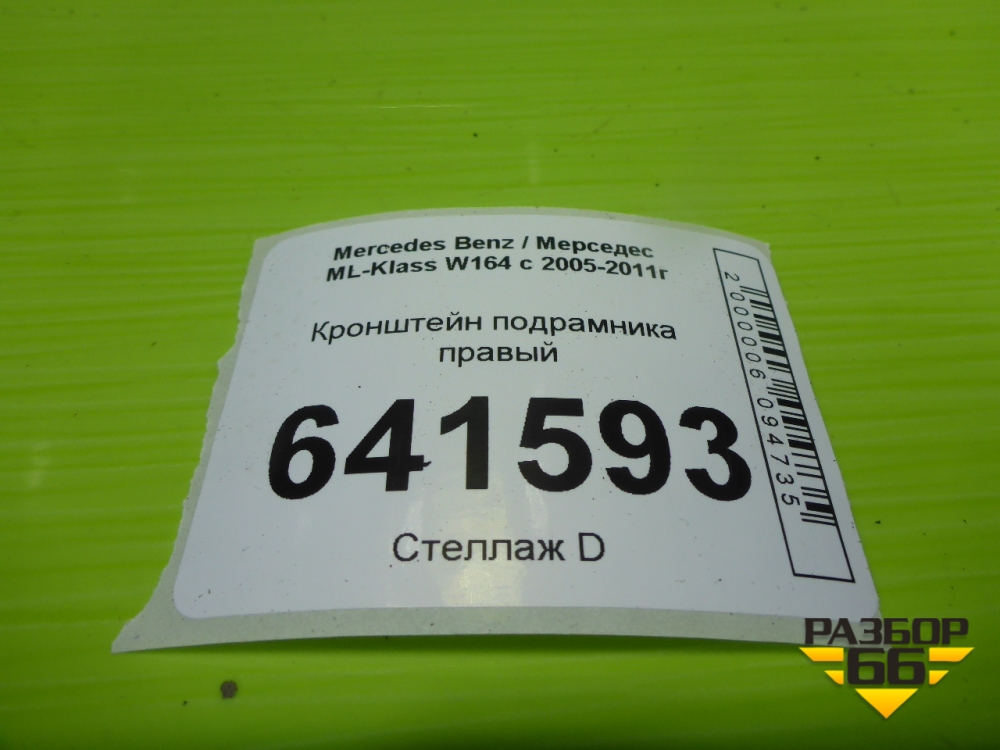 Mercedes Benz / Мерседес
ML-Klass W164 с 2005-2011г
Кронштейн подрамника
правый
641593
Стеллаж D
2000006094735
РАЗБОР
66